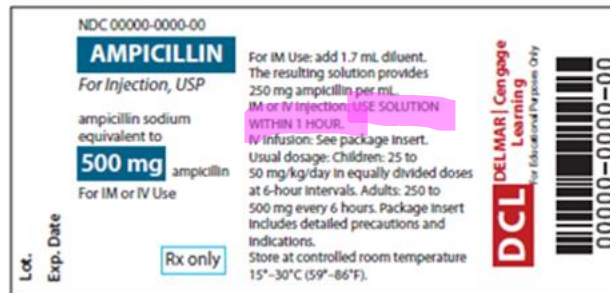 NDC 00000-0000-00
AMPICILLIN
For Injection, USP
ampicillin sodium
equivalent to
500 mg ampicillin
For IM or IV Use
Rx only
Lot.
Exp. Date
For IM Use: add 1.7 mL diluent.
The resulting solution provides
250 mg ampicillin per mL.
IM or IV Injection: USE SOLUTION
WITHIN 1 HOUR.
IV Infusion: See package insert.
Usual dosage: Children: 25 to
50 mg/kg/day in equally divided doses
at 6-hour intervals. Adults: 250 to
500 mg every 6 hours. Package insert
includes detailed precautions and
indications.
Store at controlled room temperature
15°–30°C (59°–86°F).
DCL
DELMAR | Cengage
Learning
For Educational Purposes Only
00000-0000-00